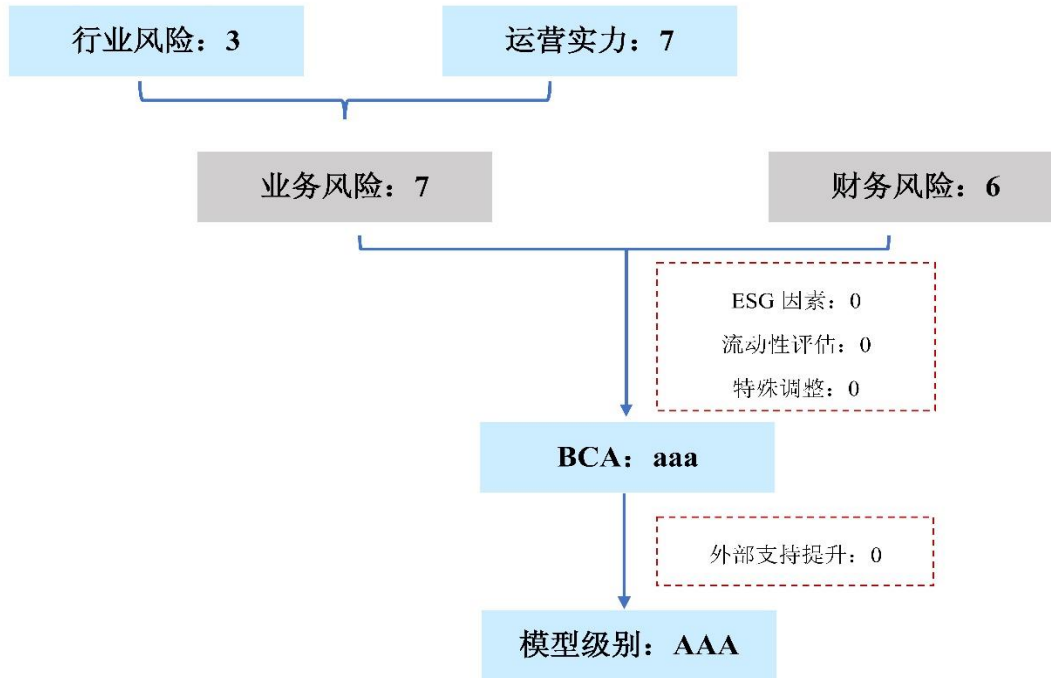 行业风险：3
运营实力：7
业务风险：7
财务风险：6
ESG 因素：0
流动性评估：0
特殊调整：0
BCA：aaa
外部支持提升：0
模型级别：AAA